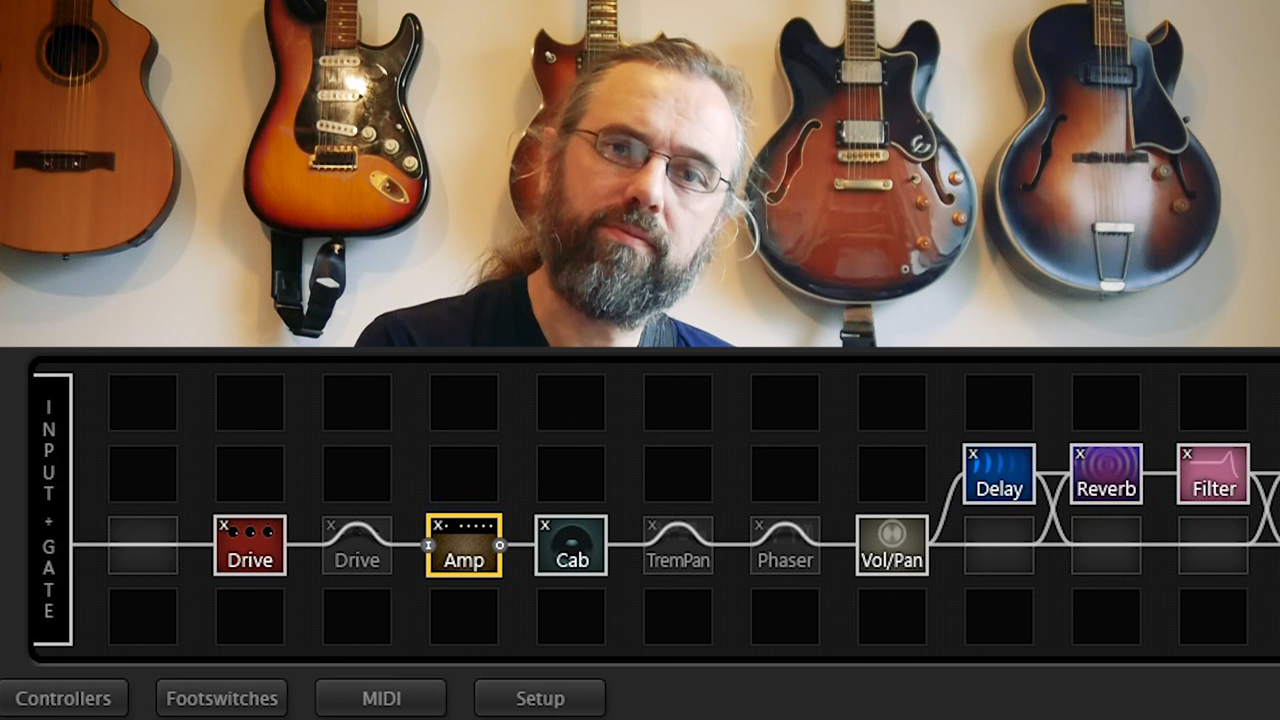 INPUT + GATE
X Delay
X Reverb
X Filter
X Drive
X Drive
X Amp
I
O
X Cab
X TremPan
X Phaser
Vol/Pan
Controllers
Footswitches
MIDI
Setup